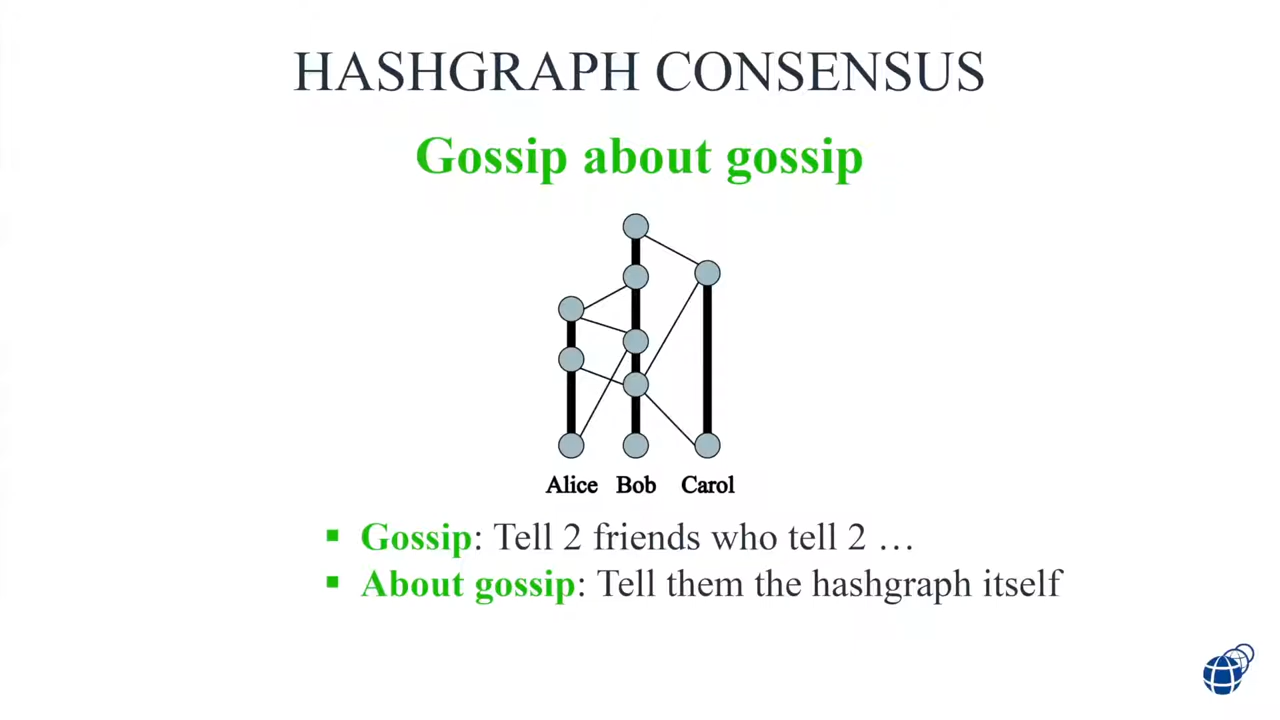 HASHGRAPH CONSENSUS
Gossip about gossip
Alice Bob Carol
▪ Gossip: Tell 2 friends who tell 2 …
▪ About gossip: Tell them the hashgraph itself